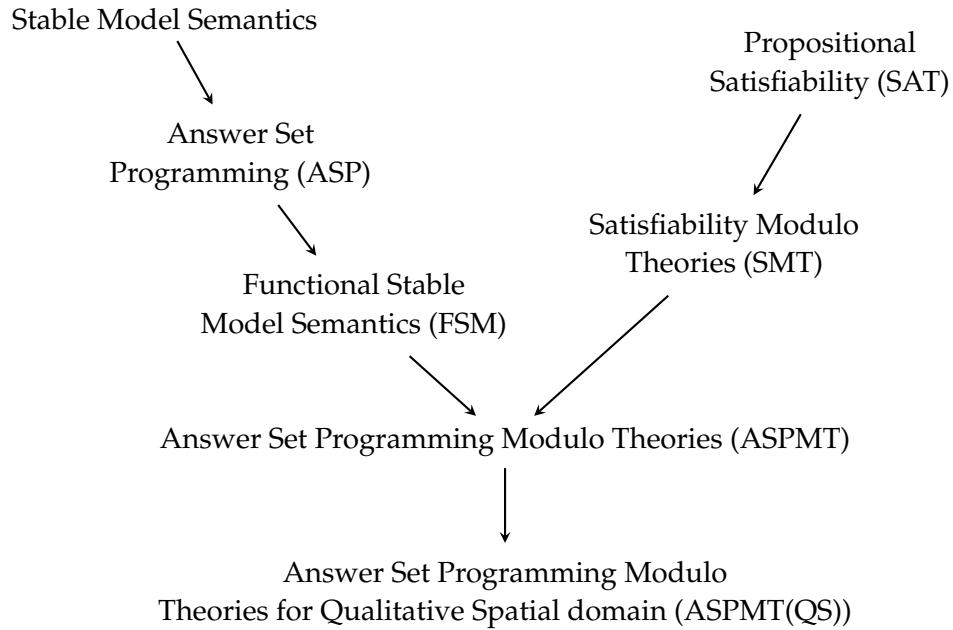 Stable Model Semantics
Propositional
Satisfiability (SAT)
Answer Set
Programming (ASP)
Satisfiability Modulo
Theories (SMT)
Functional Stable
Model Semantics (FSM)
Answer Set Programming Modulo Theories (ASPMT)
Answer Set Programming Modulo
Theories for Qualitative Spatial domain (ASPMT(QS))